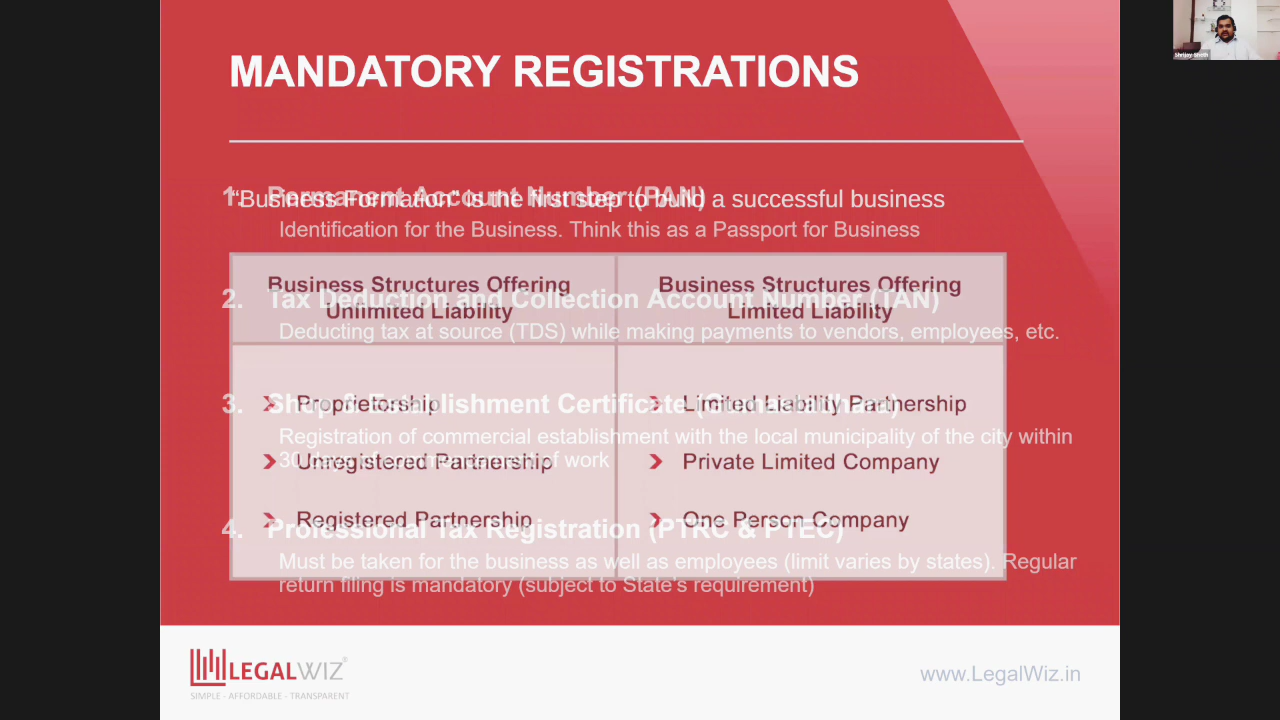 MANDATORY REGISTRATIONS
“Business Formation” is the first step to build a successful business
1. Permanent Account Number (PAN)
Identification for the Business. Think this as a Passport for Business
Business Structures Offering
Unlimited Liability
Business Structures Offering
Limited Liability
2. Tax Deduction and Collection Account Number (TAN)
Deducting tax at source (TDS) while making payments to vendors, employees, etc.
Proprietorship
Limited Liability Partnership
3. Shop & Establishment Certificate
Registration of commercial establishment with the local municipality of the city within
30 days of commencement of work
Unregistered Partnership
Private Limited Company
Registered Partnership
One Person Company
4. Professional Tax Registration (PTRC & PTEC)
Must be taken for the business as well as employees (limit varies by states). Regular
return filing is mandatory (subject to State's requirement)
LEGALWIZ
SIMPLE - AFFORDABLE - TRANSPARENT
www.LegalWiz.in